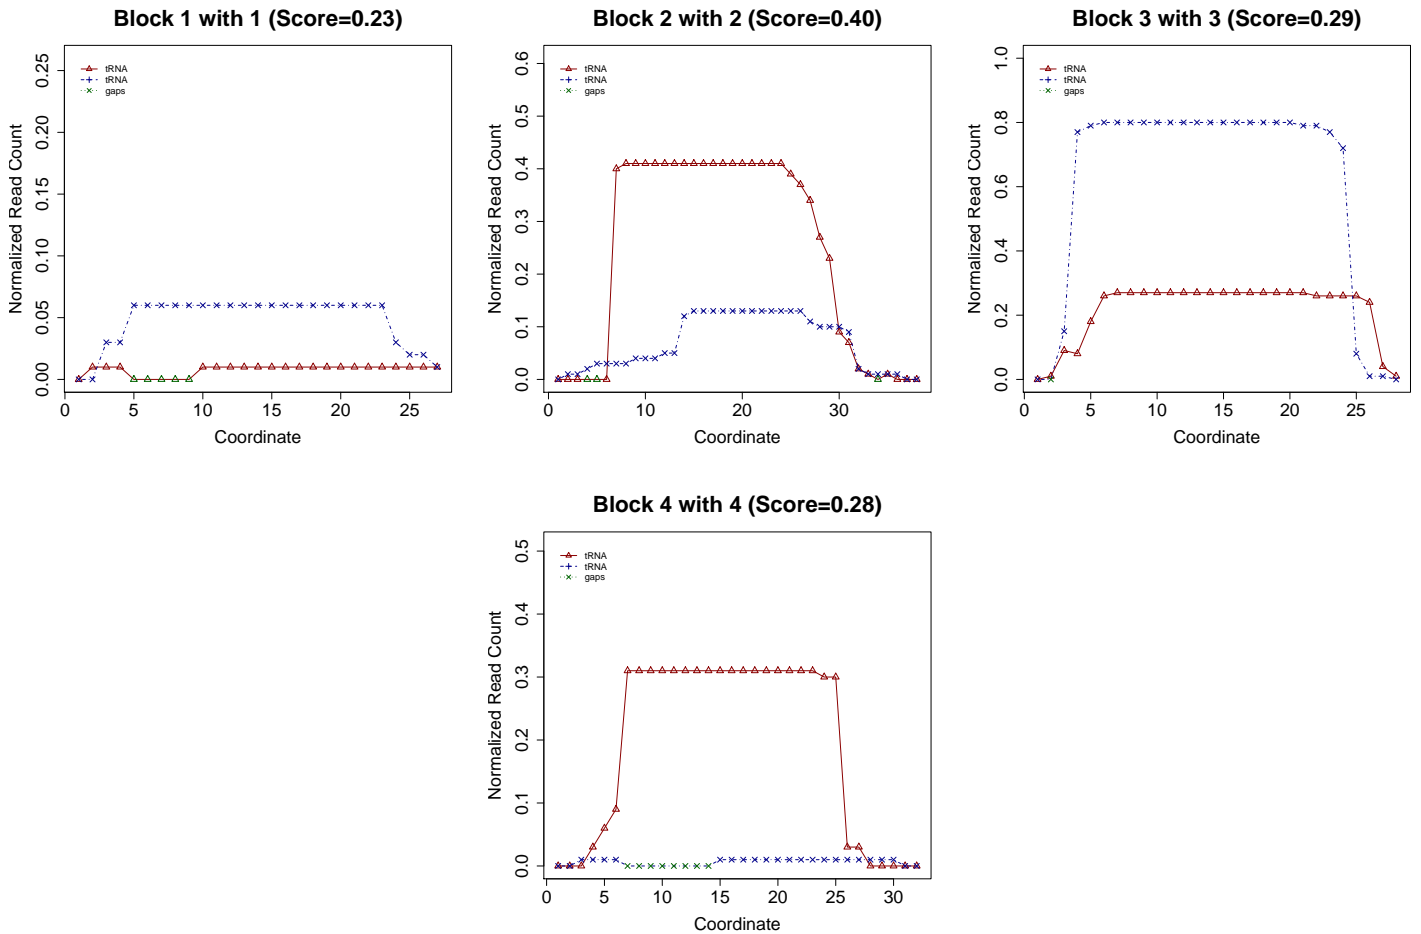 Block 1 with 1 (Score=0.23)
Normalized Read Count
0.00
0.05
0.10
0.15
0.20
0.25
tRNA
tRNA
gaps
0
5
10
15
20
25
Coordinate
Block 2 with 2 (Score=0.40)
Normalized Read Count
0.0
0.1
0.2
0.3
0.4
0.5
0.6
tRNA
tRNA
gaps
0
10
20
30
Coordinate
Block 3 with 3 (Score=0.29)
Normalized Read Count
0.0
0.2
0.4
0.6
0.8
1.0
tRNA
tRNA
gaps
0
5
10
15
20
25
Coordinate
Block 4 with 4 (Score=0.28)
Normalized Read Count
0.0
0.1
0.2
0.3
0.4
0.5
tRNA
tRNA
gaps
0
5
10
15
20
25
30
Coordinate